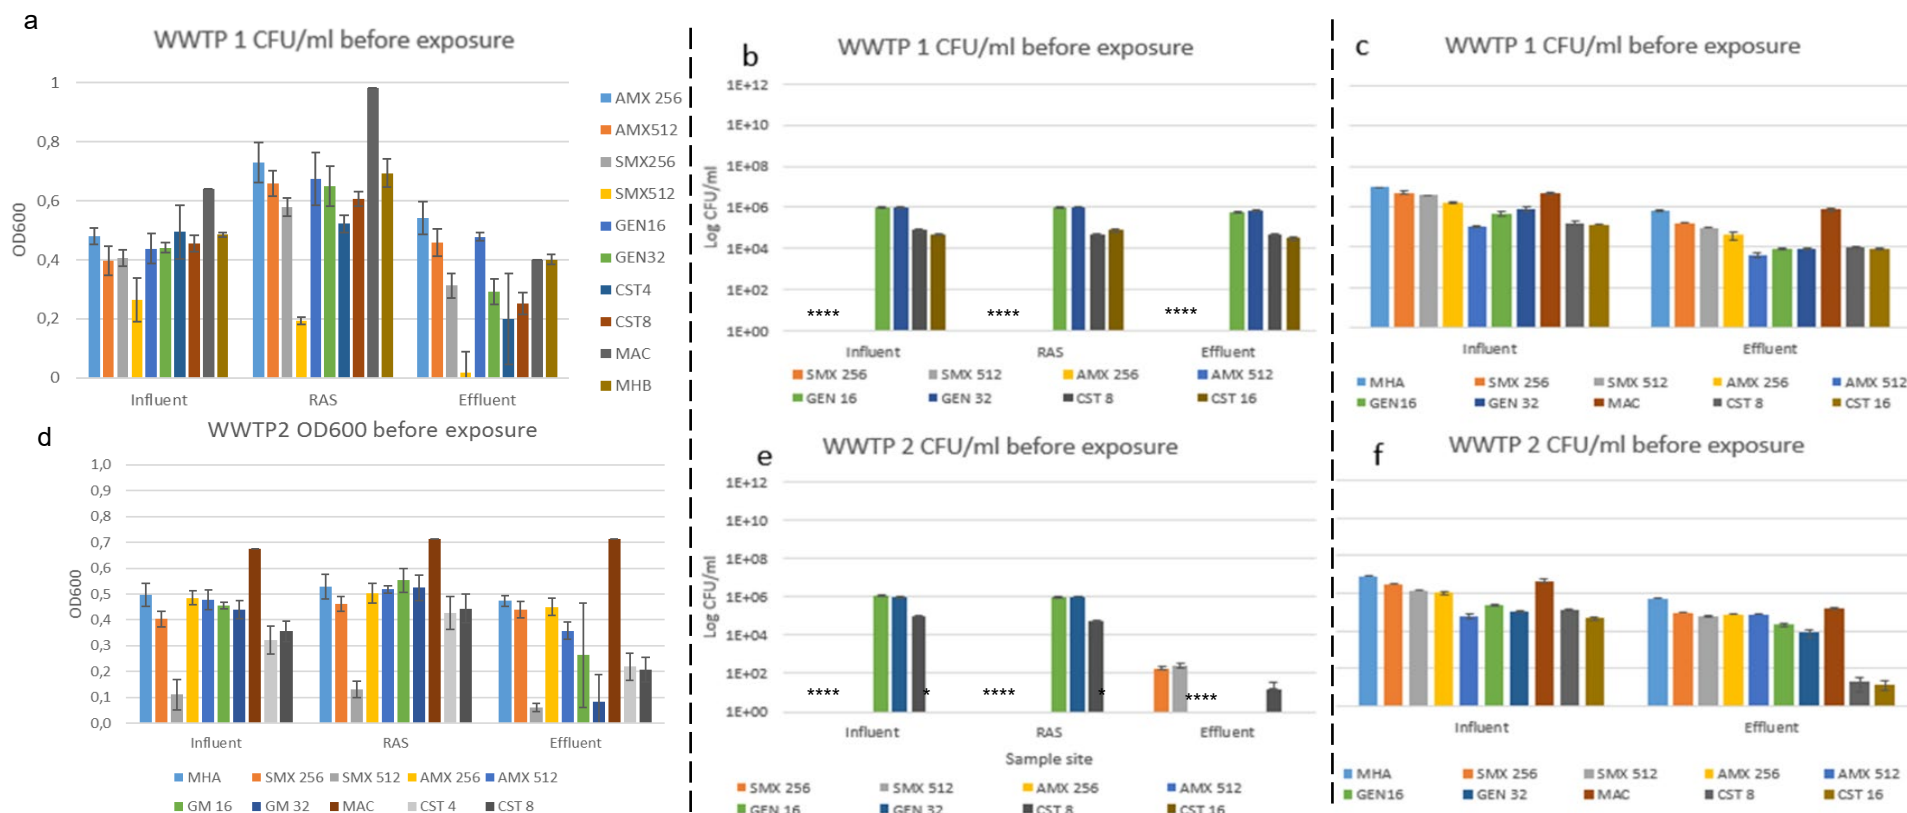 a
WWTP 1 CFU/ml before exposure
OD600
1
0,8
0,6
0,4
0,2
0
Influent RAS Effluent
AMX 256
AMX512
SMX256
SMX512
GEN16
GEN32
CST4
CST8
MAC
MHB
b
WWTP 1 CFU/ml before exposure
Log CFU/ml
1E+12
1E+10
1E+08
1E+06
1E+04
1E+02
1E+00
**** **** ****
Influent RAS Effluent
SMX 256 SMX 512 AMX 256 AMX 512
GEN 16 GEN 32 CST 8 CST 16
c
WWTP 1 CFU/ml before exposure
Influent Effluent
MHA SMX 256 SMX 512 AMX 256 AMX 512
GEN16 GEN 32 MAC CST 8 CST 16
d
WWTP2 OD600 before exposure
OD600
1,0
0,9
0,8
0,7
0,6
0,5
0,4
0,3
0,2
0,1
0,0
Influent RAS Effluent
MHA SMX 256 SMX 512 AMX 256 AMX 512
GM 16 GM 32 MAC CST 4 CST 8
e
WWTP 2 CFU/ml before exposure
Log CFU/ml
1E+12
1E+10
1E+08
1E+06
1E+04
1E+02
1E+00
**** * **** * ****
Influent RAS Effluent
Sample site
SMX 256 SMX 512 AMX 256 AMX 512
GEN 16 GEN 32 CST 8 CST 16
f
WWTP 2 CFU/ml before exposure
Influent Effluent
MHA SMX 256 SMX 512 AMX 256 AMX 512
GEN16 GEN 32 MAC CST 8 CST 16